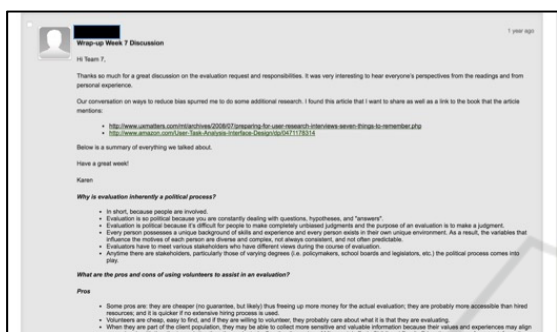 1 year ago
Wrap-up Week 7 Discussion
Hi Team 7,
Thanks so much for a great discussion on the evaluation request and responsibilities. It was very interesting to hear everyone's perspectives from the readings and from
personal experience.
Our conversation on ways to reduce bias spurred me to do some additional research. I found this article that I want to share as well as a link to the book that the article
mentions:
• http://www.uxmatters.com/mt/archives/2008/07/preparing-for-user-research-interviews-seven-things-to-remember.php
• http://www.amazon.com/User-Task-Analysis-Interface-Design/dp/0471178314
Below is a summary of everything we talked about.
Have a great week!
Karen
Why is evaluation inherently a political process?
• In short, because people are involved.
• Evaluation is so political because you are constantly dealing with questions, hypotheses, and "answers".
• Evaluation is political because it's difficult for people to make completely unbiased judgments and the purpose of an evaluation is to make a judgment.
• Every person possesses a unique background of skills and experience and every person exists in their own unique environment. As a result, the variables that
influence the motives of each person are diverse and complex, not always consistent, and not often predictable.
• Evaluators have to meet various stakeholders who have different views during the course of evaluation.
• Anytime there are stakeholders, particularly those of varying degrees (i.e. policymakers, school boards and legislators, etc.) the political process comes into
play.
What are the pros and cons of using volunteers to assist in an evaluation?
Pros
• Some pros are: they are cheaper (no guarantee, but likely) thus freeing up more money for the actual evaluation; they are probably more accessible than hired
resources; and it is quicker if no extensive hiring process is used.
• Volunteers are cheap, easy to find, and if they are willing to volunteer, they probably care about what it is that they are evaluating.
• When they are part of the client population, they may be able to collect more sensitive and valuable information because their values and experiences may align